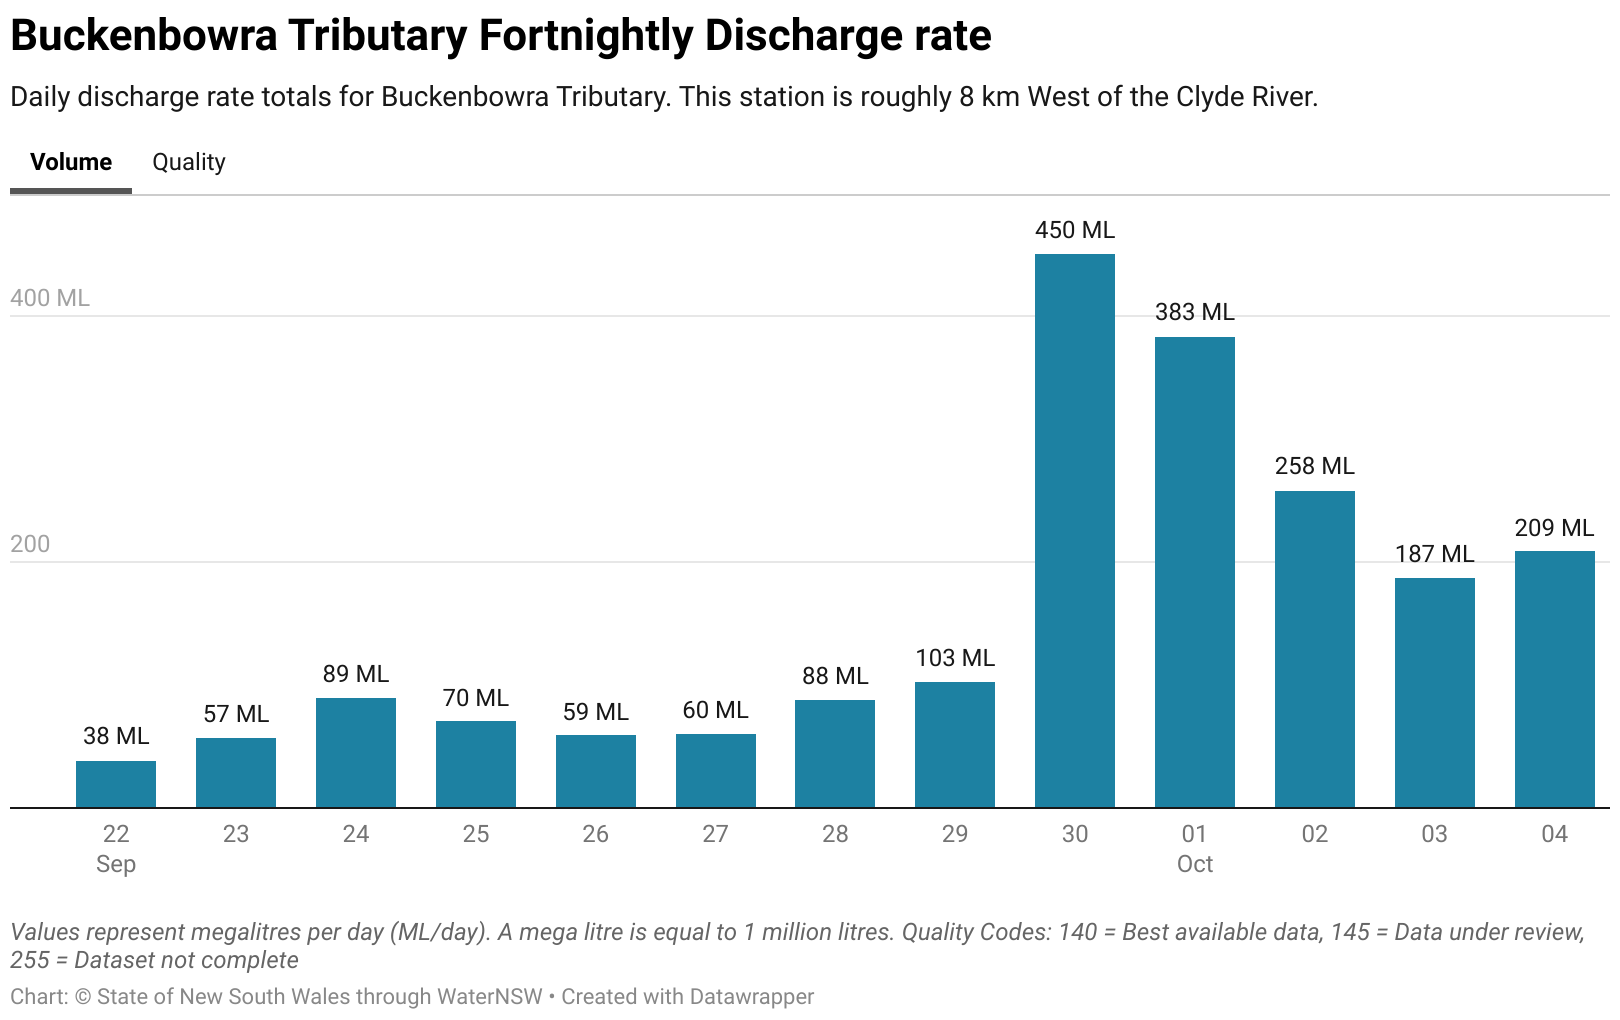 Buckenbowra Tributary Fortnightly Discharge rate
Daily discharge rate totals for Buckenbowra Tributary. This station is roughly 8 km West of the Clyde River.
Volume Quality
450 ML
400 ML
383 ML
258 ML
200
209 ML
187 ML
103 ML
89 ML
88 ML
70 ML
60 ML
59 ML
57 ML
38 ML
22 23 24 25 26 27 28 29 30 01 02 03 04
Sep Oct
Values represent megalitres per day (ML/day). A mega litre is equal to 1 million litres. Quality Codes: 140 = Best available data, 145 = Data under review,
255 = Dataset not complete
Chart: © State of New South Wales through WaterNSW • Created with Datawrapper